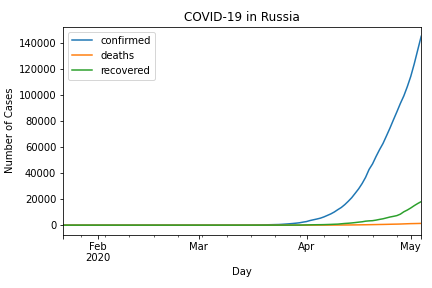 COVID-19 in Russia
confirmed
deaths
recovered
140000
120000
100000
80000
60000
40000
20000
0
Number of Cases
Feb
2020
Mar
Apr
May
Day